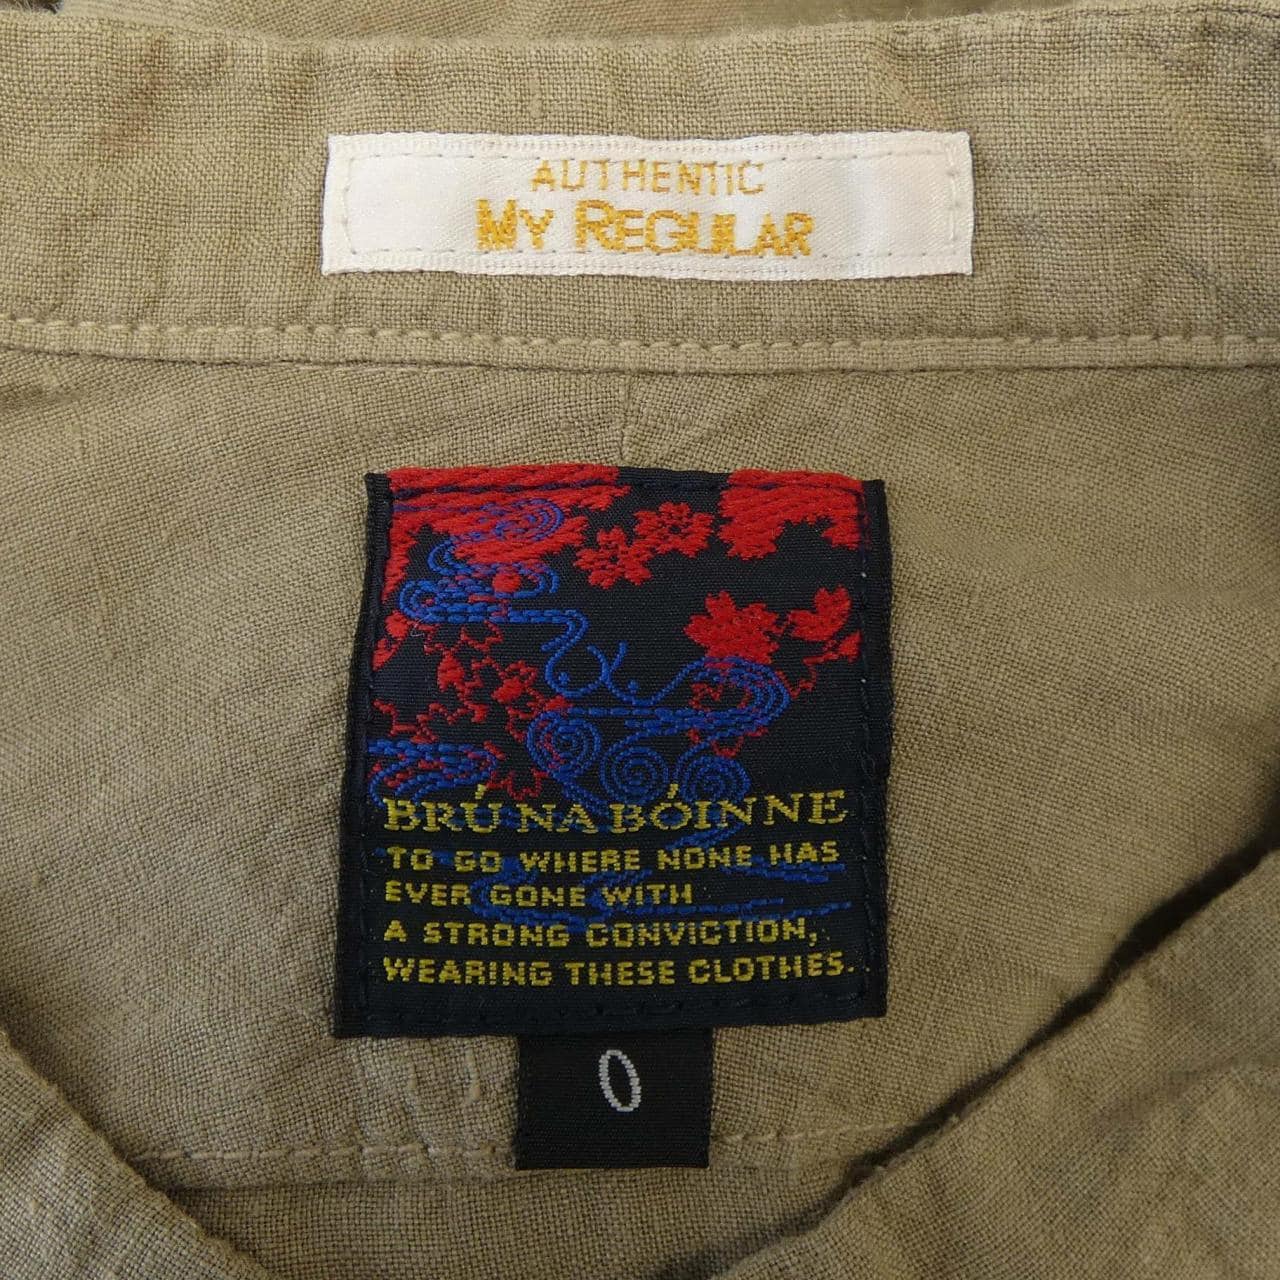 AUTHENTIC
MY REGULAR
BRÚ NA BÓINNE
TO GO WHERE NONE HAS
EVER GONE WITH
A STRONG CONVICTION,
WEARING THESE CLOTHES.
0